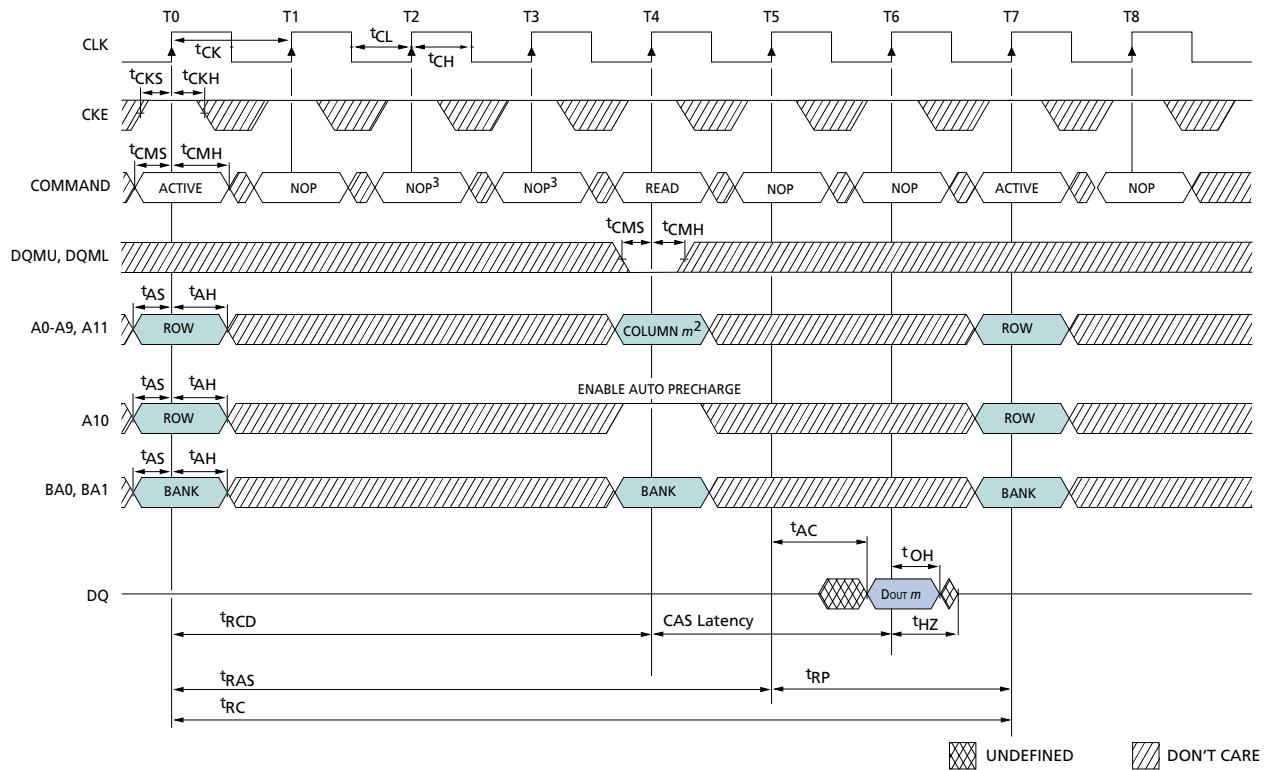 T0 T1 T2 T3 T4 T5 T6 T7 T8
CLK
tCK
tCL
tCH
tCKS tCKH
CKE
tCMS tCMH
COMMAND ACTIVE NOP NOP3 NOP3 READ NOP NOP ACTIVE NOP
tCMS tCMH
DQMU, DQML
tAS tAH
A0-A9, A11 ROW COLUMN m2 ROW
ENABLE AUTO PRECHARGE
tAS tAH
A10 ROW ROW
tAS tAH
BA0, BA1 BANK BANK BANK
tAC
tOH
DQ DOUT m
tRCD CAS Latency tHZ
tRAS tRP
tRC
UNDEFINED DON'T CARE